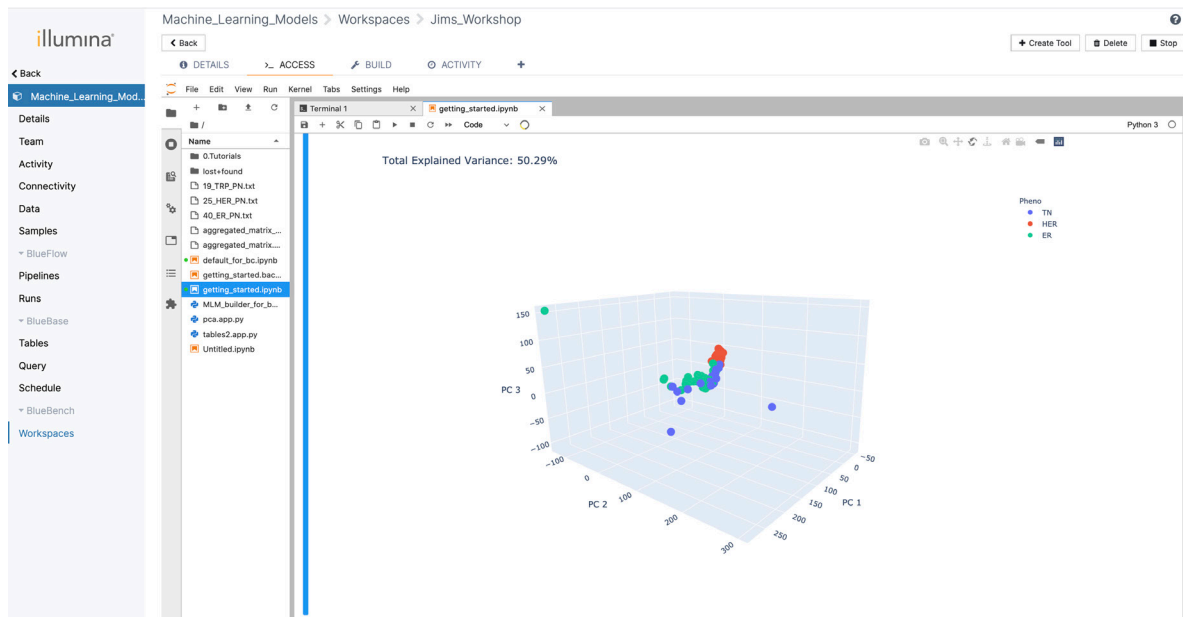 Machine_Learning_Models > Workspaces > Jims_Workshop
illumina®
Back
Create Tool
Delete
Stop
DETAILS
ACCESS
BUILD
ACTIVITY
Back
Machine_Learning_Mod...
Details
Team
Activity
Connectivity
Data
Samples
BlueFlow
Pipelines
Runs
BlueBase
Tables
Query
Schedule
BlueBench
Workspaces
File Edit View Run Kernel Tabs Settings Help
/
Name
0.Tutorials
lost+found
19_TRP_PN.txt
25_HER_PN.txt
40_ER_PN.txt
aggregated_matrix_...
aggregated_matrix....
default_for_bc.ipynb
getting_started.bac...
getting_started.ipynb
MLM_builder_for_b...
pca.app.py
tables2.app.py
Untitled.ipynb
Terminal 1
getting_started.ipynb
Code
Python 3
Total Explained Variance: 50.29%
Pheno
TN
HER
ER
150
100
50
0
−50
−100
PC 3
−100
0
100
200
300
PC 2
−50
0
50
100
150
200
250
PC 1